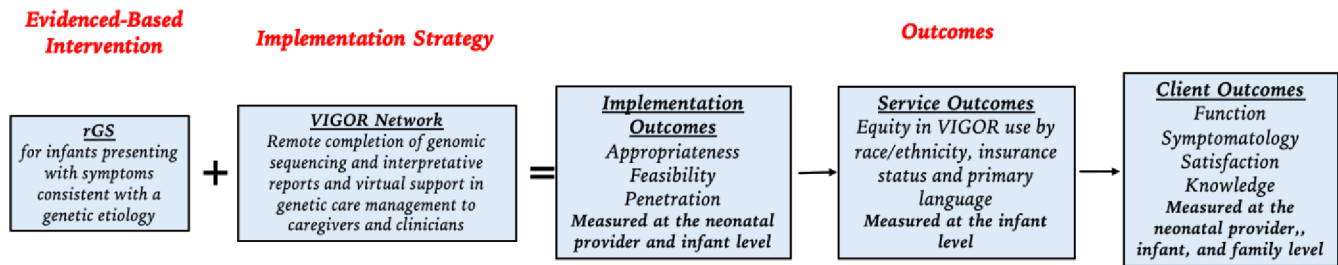 Evidenced-Based
Intervention
Implementation Strategy
Outcomes
rGS
for infants presenting
with symptoms
consistent with a
genetic etiology
+
VIGOR Network
Remote completion of genomic
sequencing and interpretative
reports and virtual support in
genetic care management to
caregivers and clinicians
=
Implementation
Outcomes
Appropriateness
Feasibility
Penetration
Measured at the neonatal
provider and infant level
Service Outcomes
Equity in VIGOR use by
race/ethnicity, insurance
status and primary
language
Measured at the infant
level
Client Outcomes
Function
Symptomatology
Satisfaction
Knowledge
Measured at the
neonatal provider,,
infant, and family level